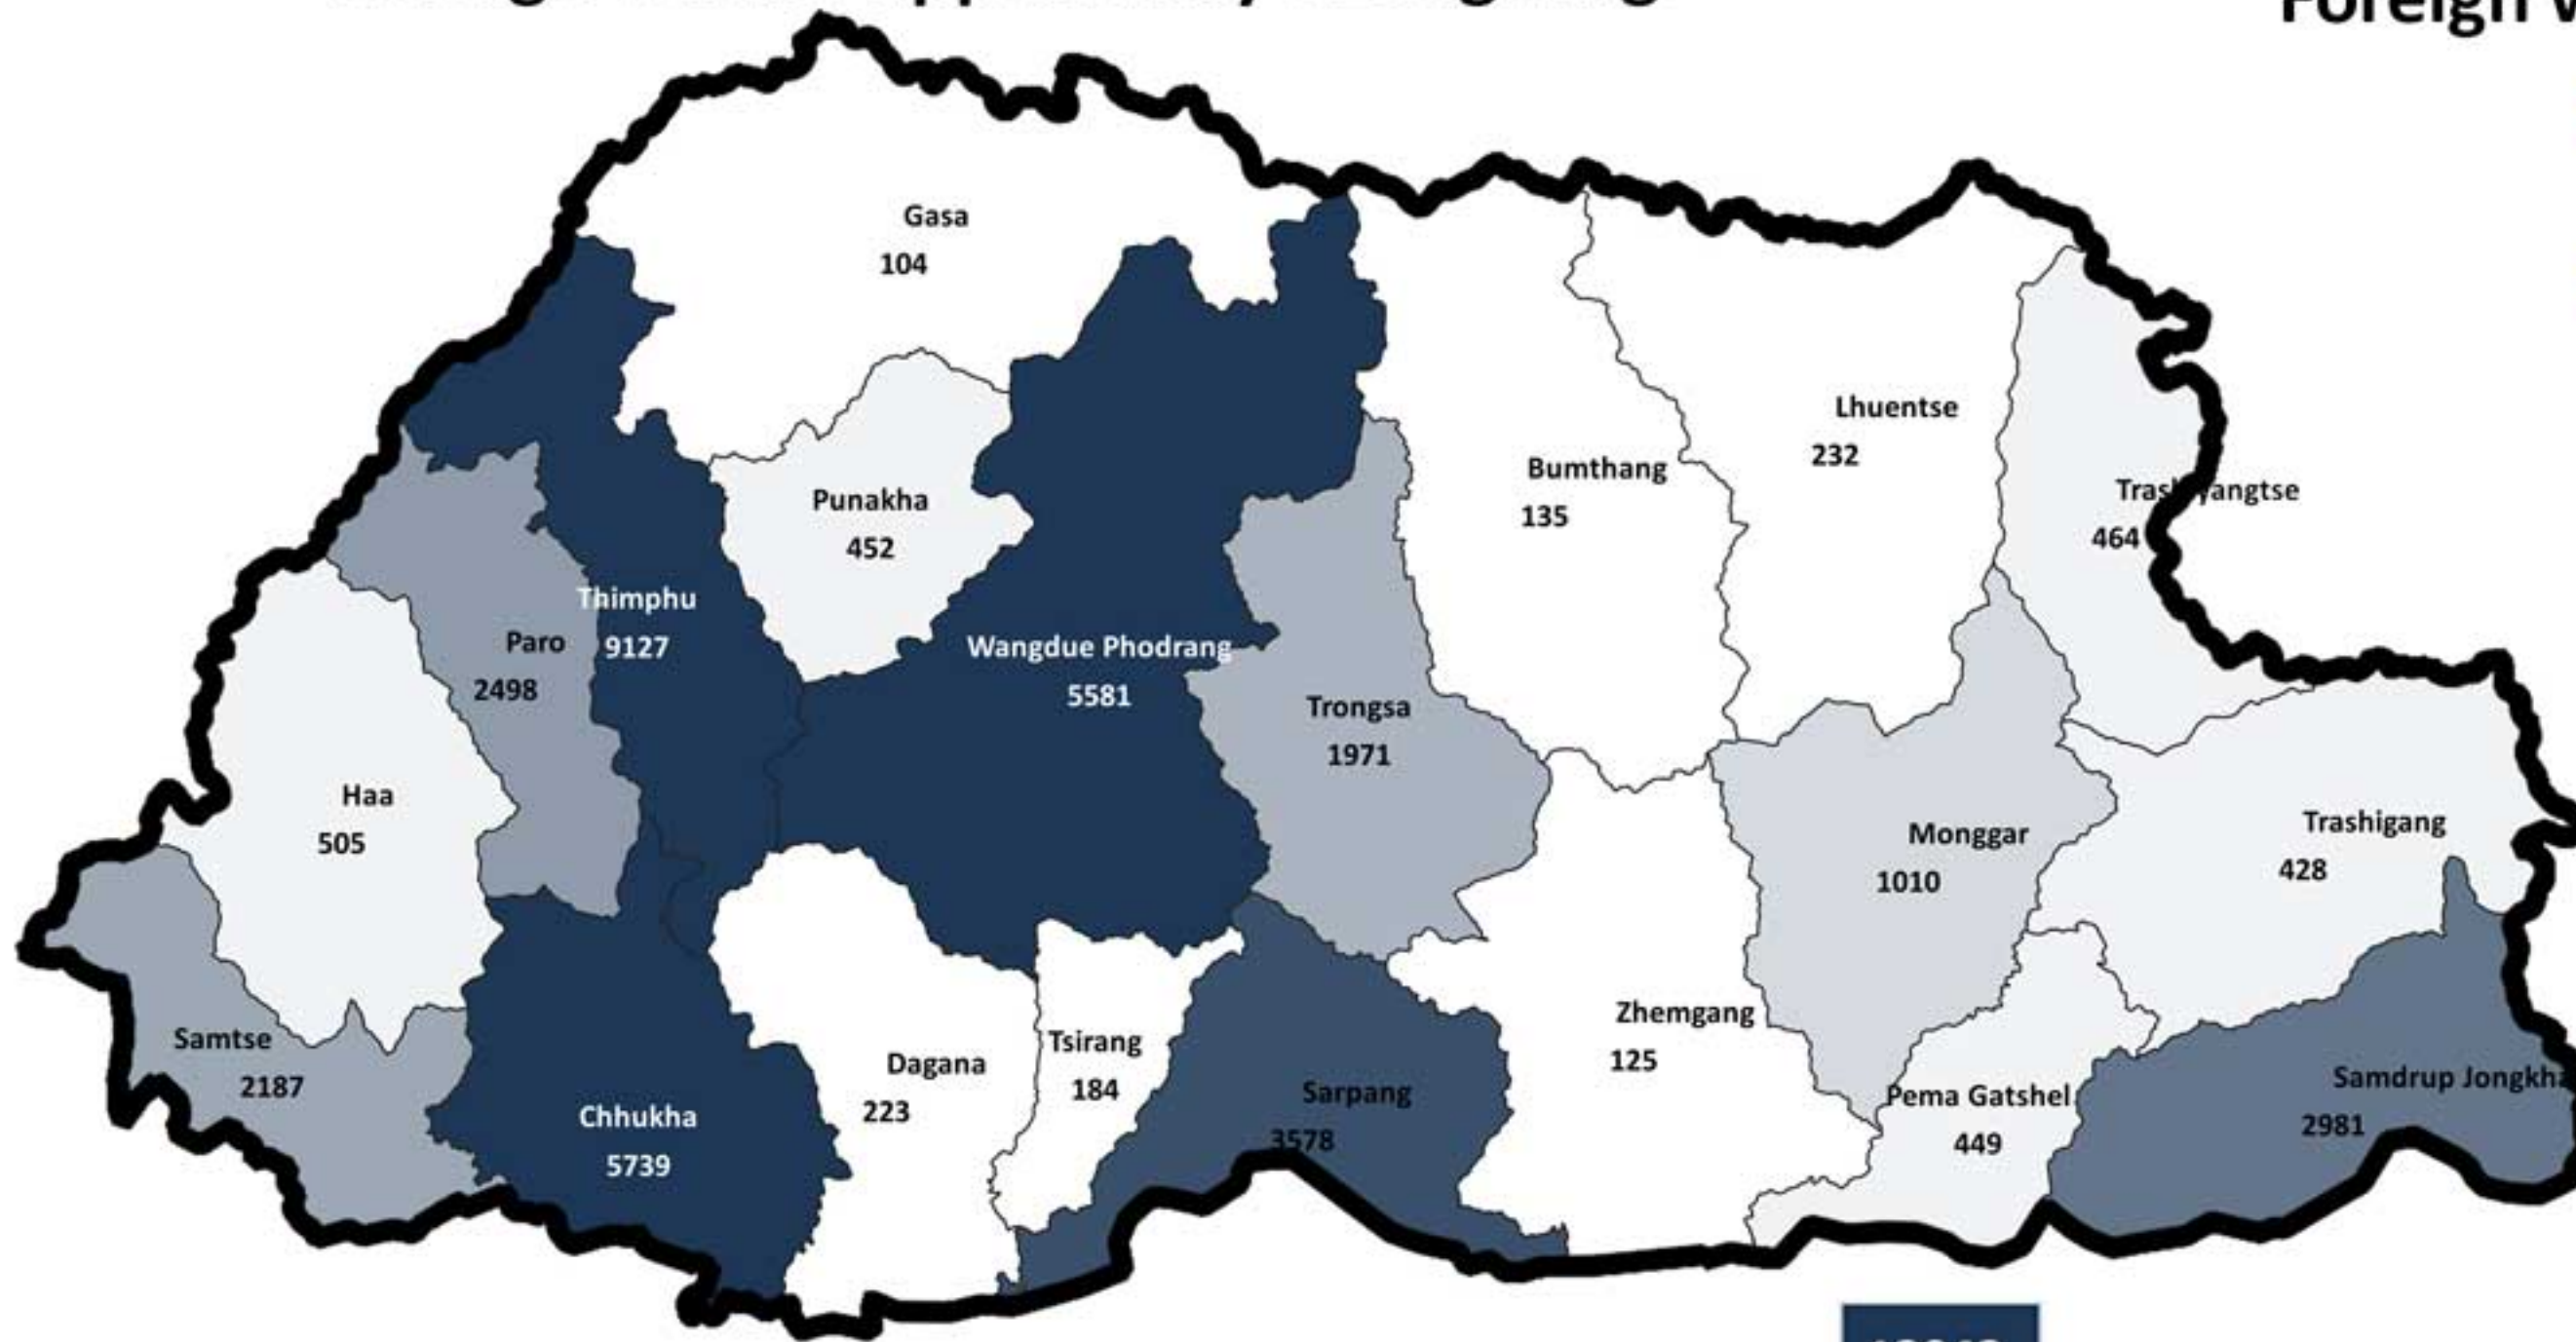 Foreign
Gasa
104
Lhuentse
232
Bumthang
135
Trashiyangtse
464
Punakha
452
Thimphu
9127
Paro
2498
Wangdue Phodrang
5581
Trongsa
1971
Haa
505
Monggar
1010
Trashigang
428
Zhemgang
125
Samtse
2187
Dagana
223
Tsirang
184
Sarpang
3578
Pema Gatshel
449
Samdrup Jongkha
2981
Chhukha
5739